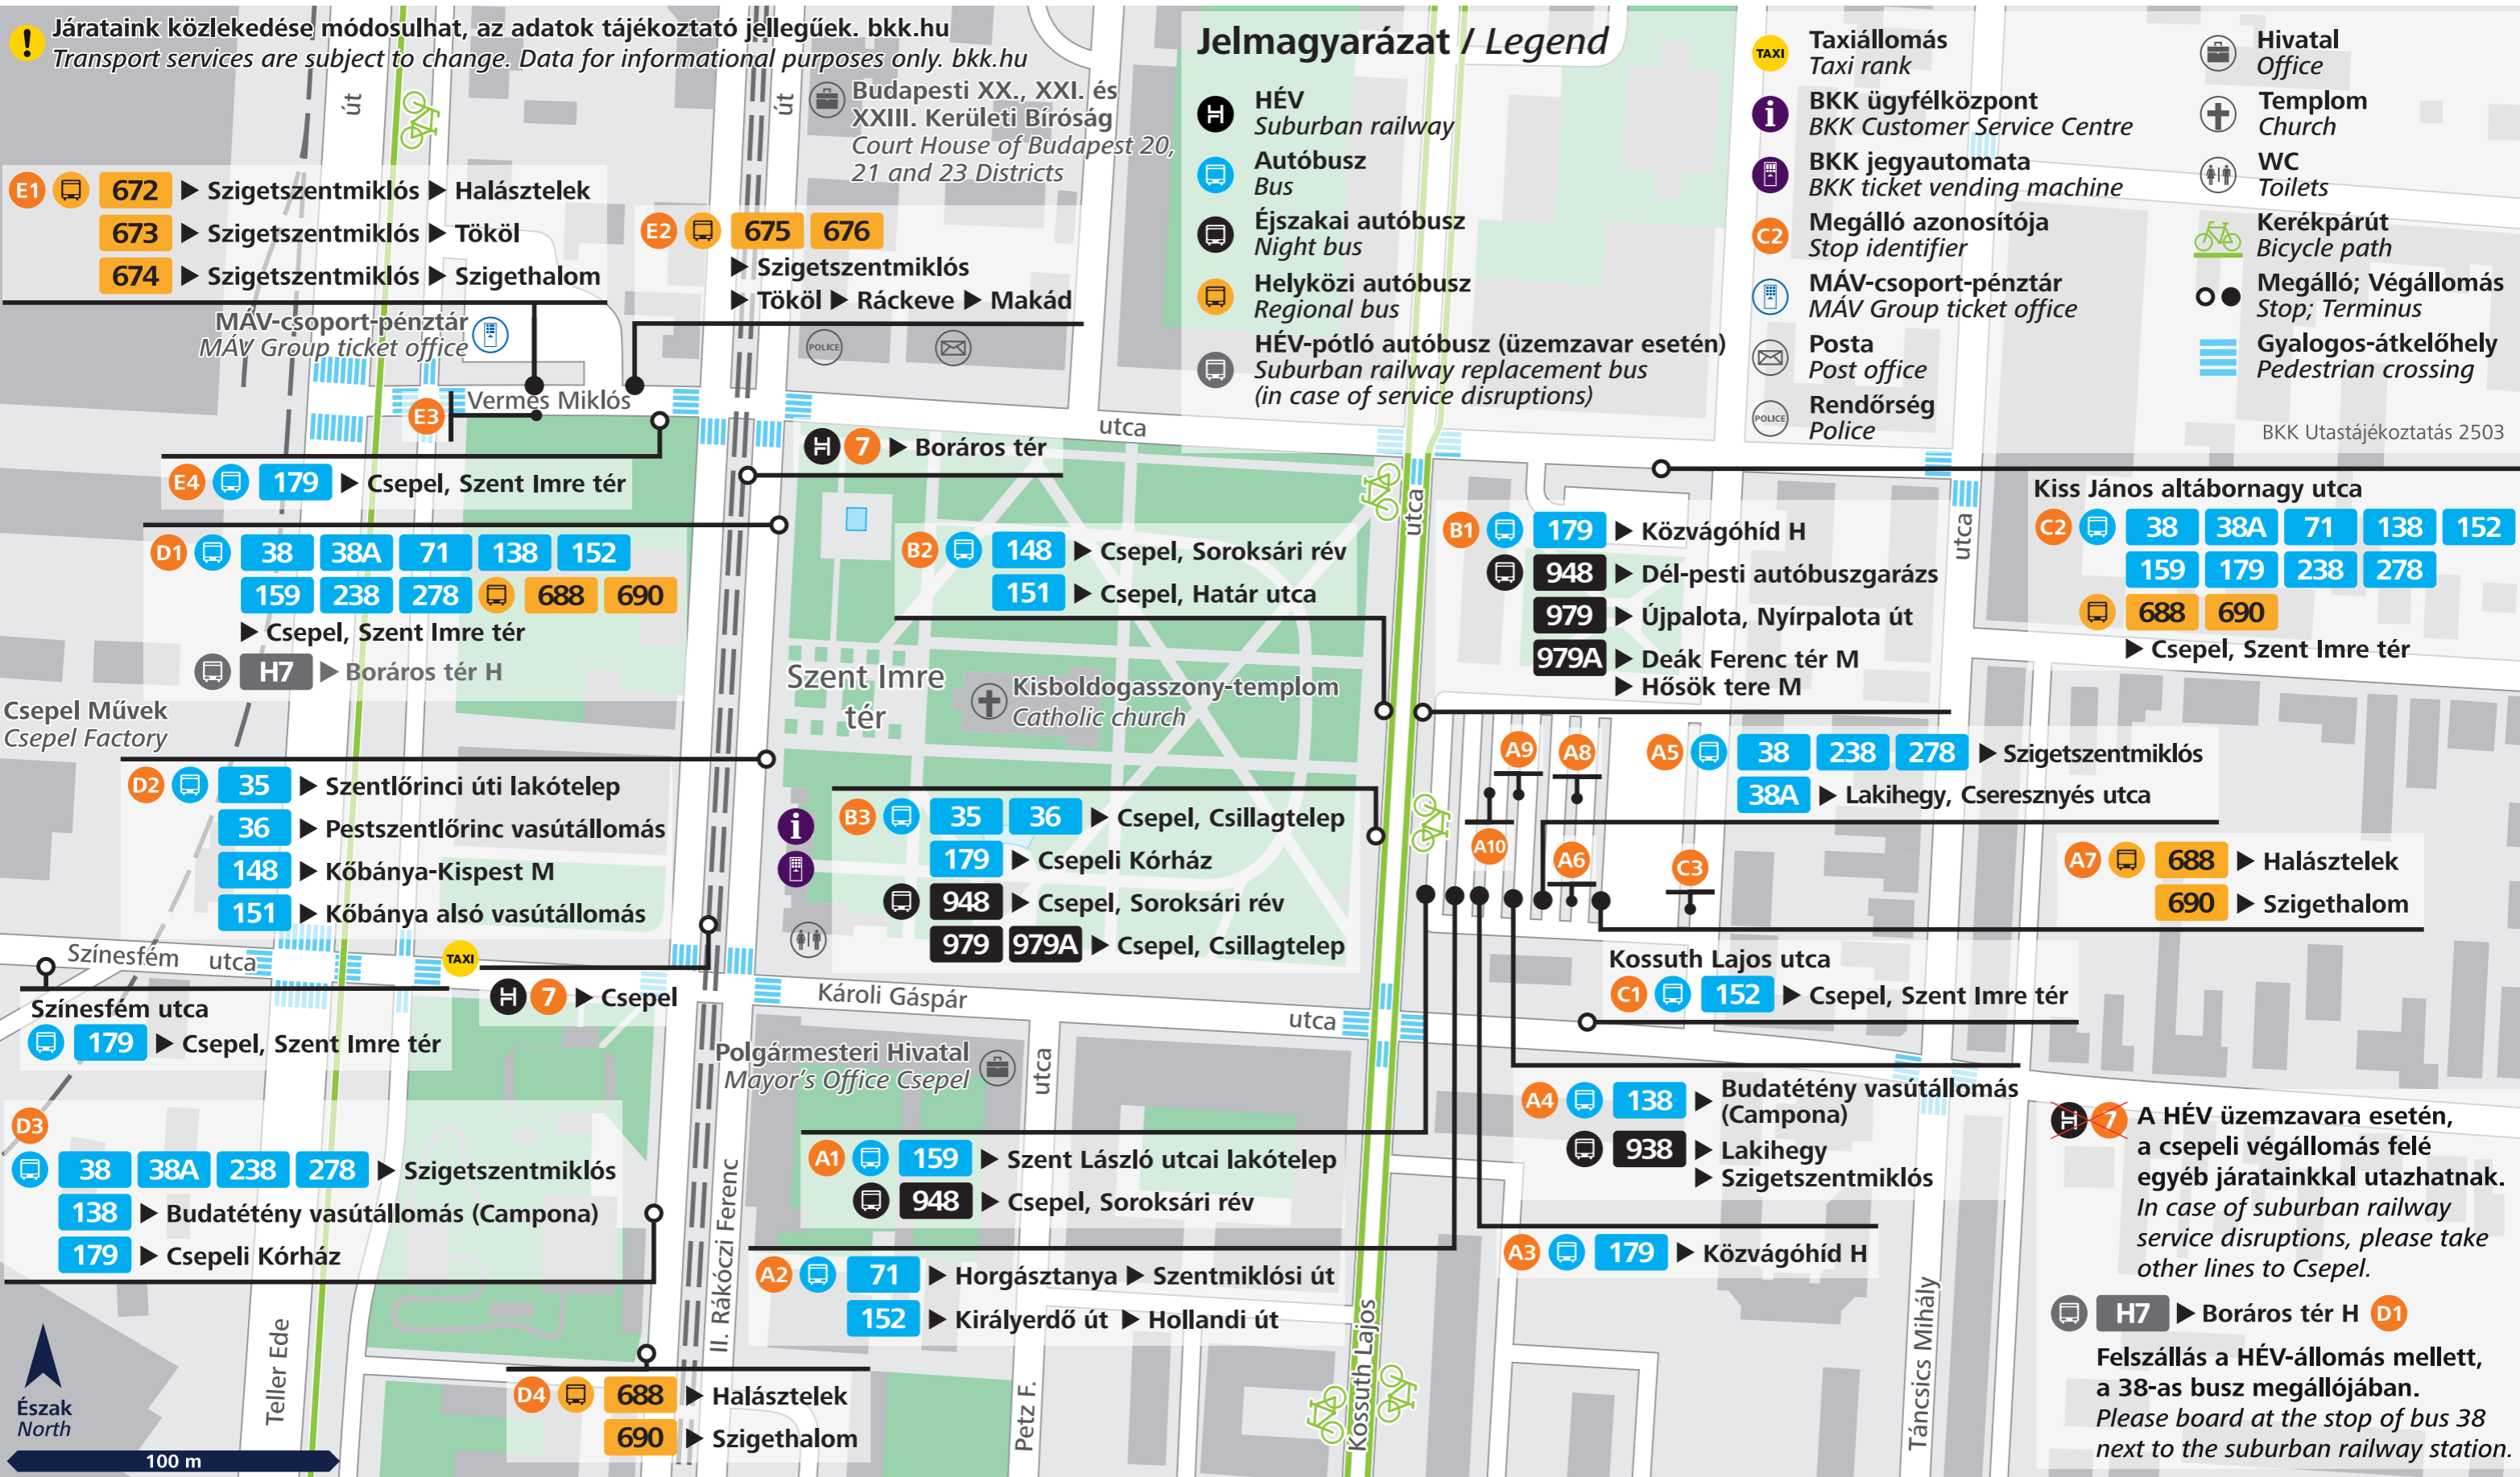 Járataink közlekedése módosulhat, az adatok tájékoztató jellegűek. bkk.hu
Transport services are subject to change. Data for informational purposes only. bkk.hu
út
út
Budapesti XX., XXI. és
XXIII. Kerületi Bíróság
Court House of Budapest 20,
21 and 23 Districts
Jelmagyarázat / Legend
HÉV
Suburban railway
Autóbusz
Bus
Éjszakai autóbusz
Night bus
Helyközi autóbusz
Regional bus
HÉV-pótló autóbusz (üzemzavar esetén)
Suburban railway replacement bus
(in case of service disruptions)
TAXI Taxiállomás
Taxi rank
i BKK ügyfélközpont
BKK Customer Service Centre
BKK jegyautomata
BKK ticket vending machine
C2 Megálló azonosítója
Stop identifier
MÁV-csoport-pénztár
MÁV Group ticket office
Posta
Post office
POLICE Rendőrség
Police
Hivatal
Office
Templom
Church
WC
Toilets
Kerékpárút
Bicycle path
Megálló; Végállomás
Stop; Terminus
Gyalogos-átkelőhely
Pedestrian crossing
BKK Utastájékoztatás 2503
E1 672 ▶ Szigetszentmiklós ▶ Halásztelek
673 ▶ Szigetszentmiklós ▶ Tököl
674 ▶ Szigetszentmiklós ▶ Szigethalom
E2 675 676
▶ Szigetszentmiklós
▶ Tököl ▶ Ráckeve ▶ Makád
MÁV-csoport-pénztár
MÁV Group ticket office
POLICE
Vermes Miklós
utca
E3
H 7 ▶ Boráros tér
E4 179 ▶ Csepel, Szent Imre tér
D1 38 38A 71 138 152
159 238 278 688 690
▶ Csepel, Szent Imre tér
H7 ▶ Boráros tér H
B2 148 ▶ Csepel, Soroksári rév
151 ▶ Csepel, Határ utca
utca
B1 179 ▶ Közvágóhíd H
948 ▶ Dél-pesti autóbuszgarázs
979 ▶ Újpalota, Nyírpalota út
979A ▶ Deák Ferenc tér M
▶ Hősök tere M
utca
Kiss János altábornagy utca
C2 38 38A 71 138 152
159 179 238 278
688 690
▶ Csepel, Szent Imre tér
Csepel Művek
Csepel Factory
Szent Imre
tér
Kisboldogasszony-templom
Catholic church
D2 35 ▶ Szentlőrinci úti lakótelep
36 ▶ Pestszentlőrinc vasútállomás
148 ▶ Kőbánya-Kispest M
151 ▶ Kőbánya alsó vasútállomás
i
B3 35 36 ▶ Csepel, Csillagtelep
179 ▶ Csepeli Kórház
948 ▶ Csepel, Soroksári rév
979 979A ▶ Csepel, Csillagtelep
A9
A8
A10
A6
C3
A5 38 238 278 ▶ Szigetszentmiklós
38A ▶ Lakihegy, Cseresznyés utca
A7 688 ▶ Halásztelek
690 ▶ Szigethalom
Színesfém utca
TAXI
Színesfém utca
179 ▶ Csepel, Szent Imre tér
H 7 ▶ Csepel
Károli Gáspár
utca
Kossuth Lajos utca
C1 152 ▶ Csepel, Szent Imre tér
Polgármesteri Hivatal
Mayor's Office Csepel
utca
D3
38 38A 238 278 ▶ Szigetszentmiklós
138 ▶ Budatétény vasútállomás (Campona)
179 ▶ Csepeli Kórház
A1 159 ▶ Szent László utcai lakótelep
948 ▶ Csepel, Soroksári rév
A2 71 ▶ Horgásztanya ▶ Szentmiklósi út
152 ▶ Királyerdő út ▶ Hollandi út
A4 138 ▶ Budatétény vasútállomás
(Campona)
938 ▶ Lakihegy
▶ Szigetszentmiklós
A3 179 ▶ Közvágóhíd H
H 7 A HÉV üzemzavara esetén,
a csepeli végállomás felé
egyéb járatainkkal utazhatnak.
In case of suburban railway
service disruptions, please take
other lines to Csepel.
H7 ▶ Boráros tér H D1
Felszállás a HÉV-állomás mellett,
a 38-as busz megállójában.
Please board at the stop of bus 38
next to the suburban railway station.
D4 688 ▶ Halásztelek
690 ▶ Szigethalom
Teller Ede
II. Rákóczi Ferenc
Petz F.
Kossuth Lajos
Táncsics Mihály
Észak
North
100 m